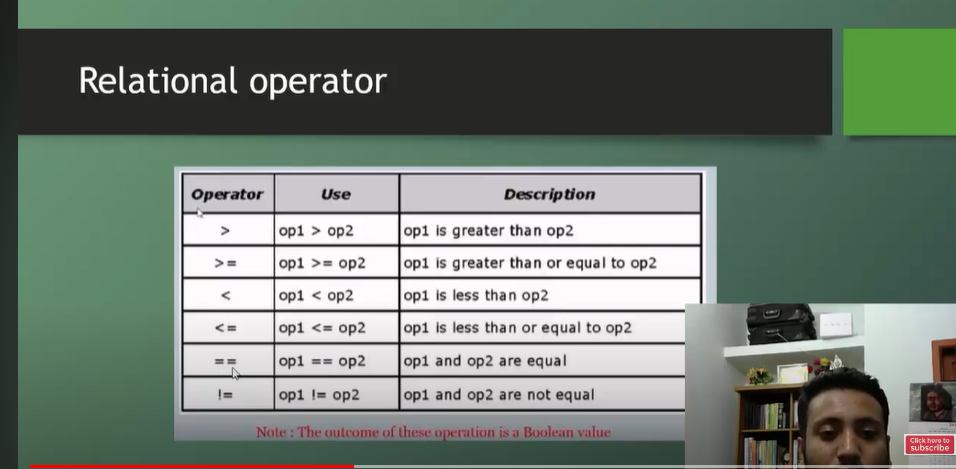 Relational operator
Operator Use Description
> op1 > op2 op1 is greater than op2
>= op1 >= op2 op1 is greater than or equal to op2
< op1 < op2 op1 is less than op2
<= op1 <= op2 op1 is less than or equal to op2
== op1 == op2 op1 and op2 are equal
!= op1 != op2 op1 and op2 are not equal
Note : The outcome of these operation is a Boolean value
Click here to
subscribe